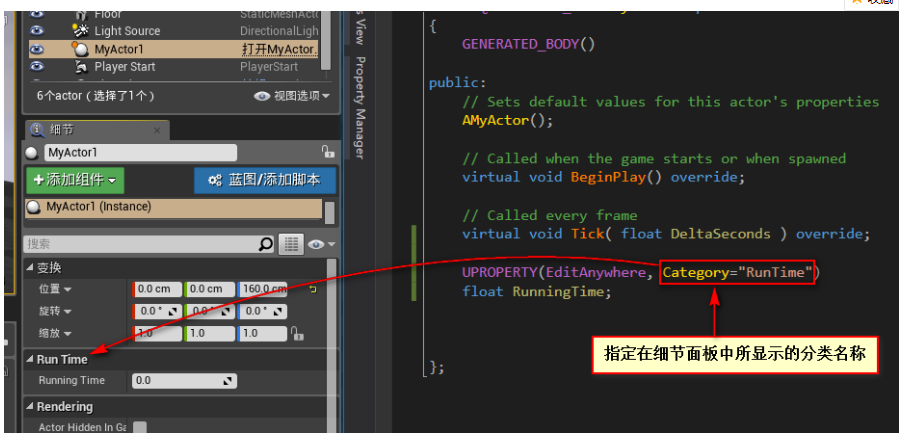 收藏
Floor StaticMeshActo
Light Source DirectionalLigh
MyActor1 打开MyActor.
Player Start PlayerStart
6个actor（选择了1个） 视图选项
细节
MyActor1
添加组件 蓝图/添加脚本
MyActor1 (Instance)
搜索
变换
位置 0.0 cm 0.0 cm 160.0 cm
旋转 0.0 ° 0.0 ° 0.0 °
缩放 1.0 1.0 1.0
Run Time
Running Time 0.0
Rendering
Actor Hidden In Ga
s View
Property Manager
{
GENERATED_BODY()
public:
// Sets default values for this actor's properties
AMyActor();
// Called when the game starts or when spawned
virtual void BeginPlay() override;
// Called every frame
virtual void Tick( float DeltaSeconds ) override;
UPROPERTY(EditAnywhere, Category="RunTime")
float RunningTime;
指定在细节面板中所显示的分类名称
};